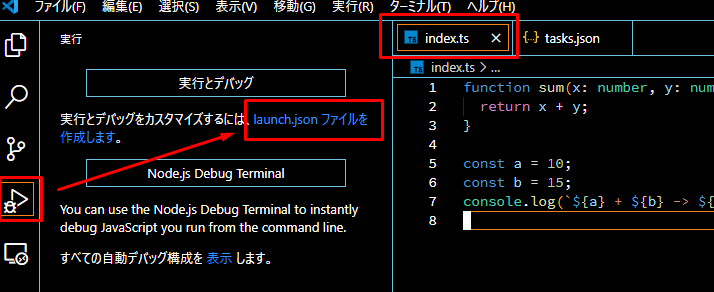 編集(E) 選択(S) 表示(V) 移動(G) 実行(R) ターミナル(T) ヘルプ(H)
実行
実行とデバッグ
実行とデバッグをカスタマイズするには、launch.json ファイルを
作成します。
Node.js Debug Terminal
You can use the Node.js Debug Terminal to instantly
debug JavaScript you run from the command line.
すべての自動デバッグ構成を 表示 します。
TS index.ts × {..} tasks.json
TS index.ts > ...
1 function sum(x: number, y: num
2 return x + y;
3 }
4
5 const a = 10;
6 const b = 15;
7 console.log(`${a} + ${b} -> ${
8